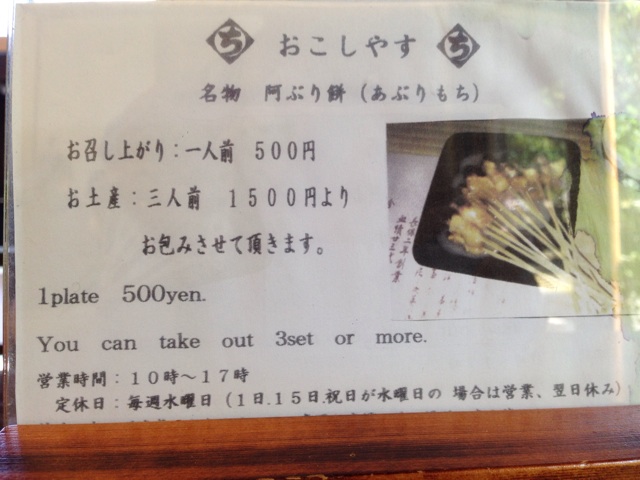 ち おこしやす ち
名物 阿ぶり餅 (あぶりもち)
お召し上がり:一人前 500円
お土産:三人前 1500円より
お包みさせて頂きます。
1plate 500yen.
You can take out 3set or more.
営業時間:10時～17時
定休日:毎週水曜日 (1日.15日.祝日が水曜日の 場合は営業、翌日休み)